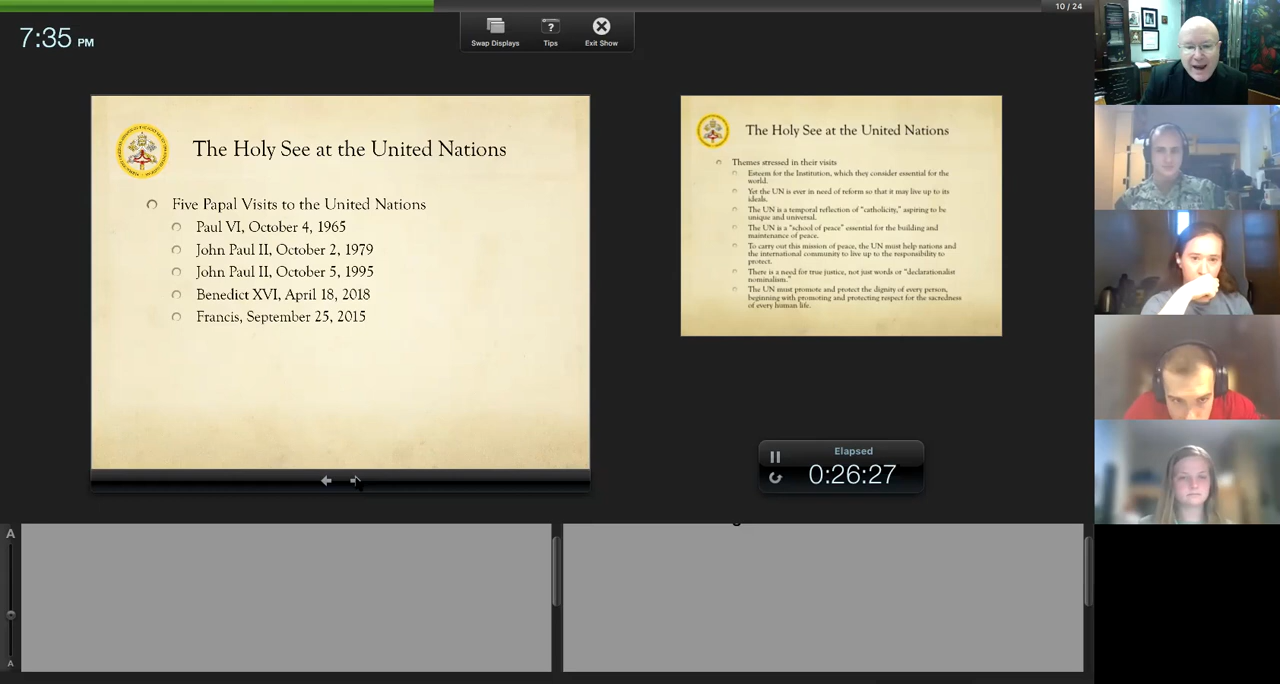 10 / 24
7:35 PM
Swap Displays
Tips
Exit Show
The Holy See at the United Nations
Five Papal Visits to the United Nations
Paul VI, October 4, 1965
John Paul II, October 2, 1979
John Paul II, October 5, 1995
Benedict XVI, April 18, 2018
Francis, September 25, 2015
The Holy See at the United Nations
Themes stressed in their visits
Esteem for the Institution, which they consider essential for the
world.
Yet the UN is ever in need of reform so that it may live up to its
ideals.
The UN is a temporal reflection of "catholicity," aspiring to be
unique and universal.
The UN is a "school of peace" essential for the building and
maintenance of peace.
To carry out this mission of peace, the UN must help nations and
the international community to live up to the responsibility to
protect.
There is a need for true justice, not just words or "declarationalist
nominalism."
The UN must promote and protect the dignity of every person,
beginning with promoting and protecting respect for the sacredness
of every human life.
Elapsed
0:26:27
A
A